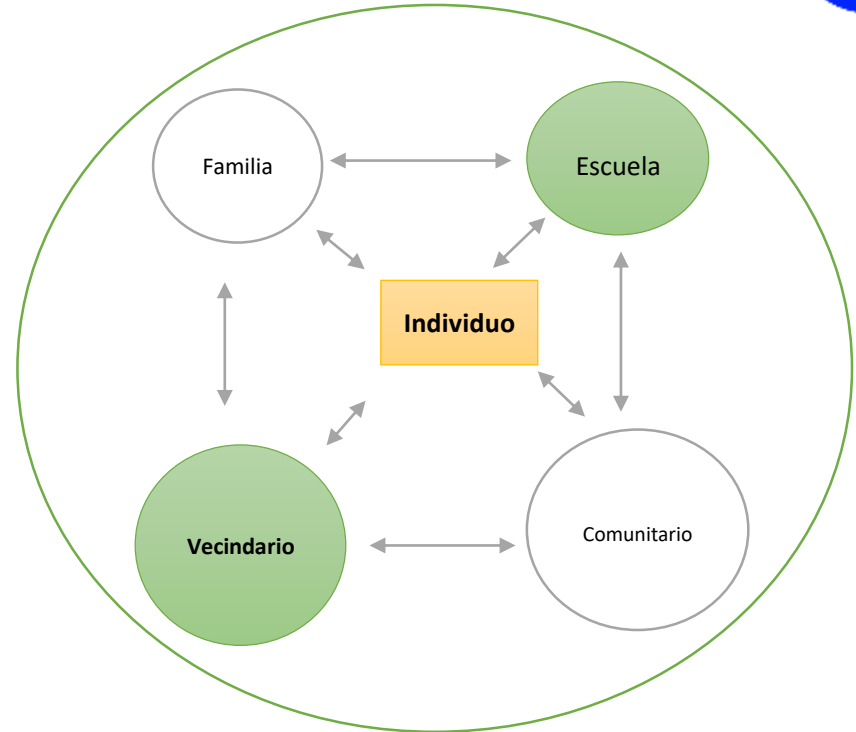 Familia
Escuela
Individuo
Vecindario
Comunitario